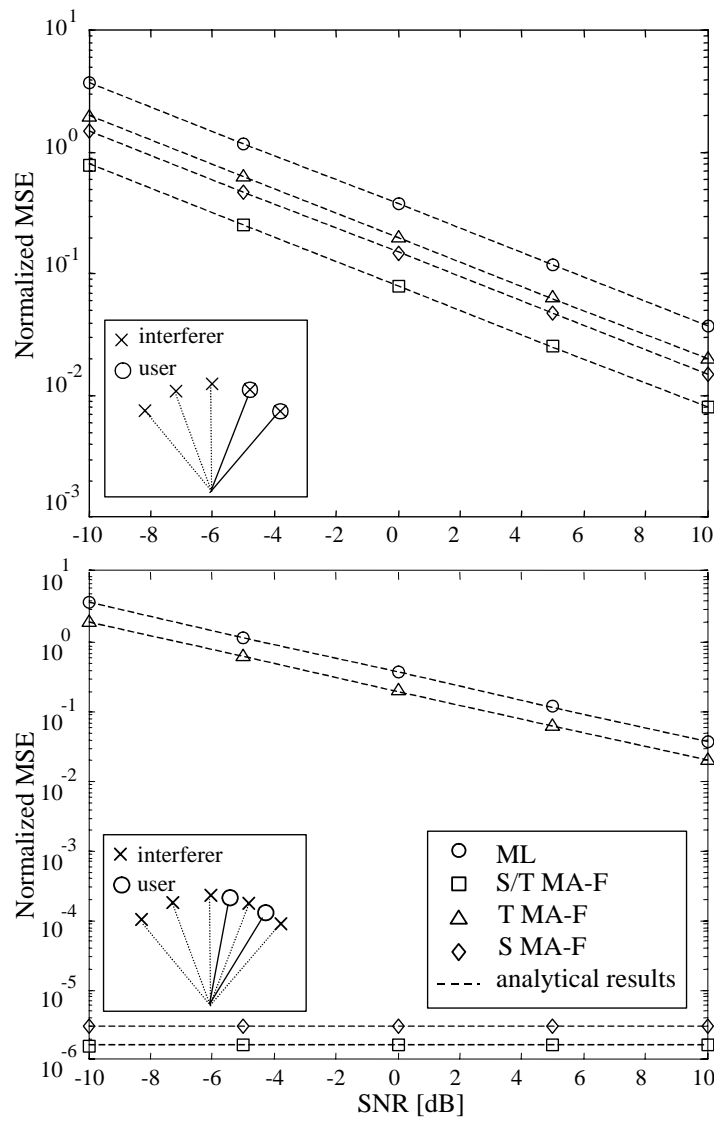 10^1
10^0
10^-1
10^-2
10^-3
Normalized MSE
interferer
user
-10 -8 -6 -4 -2 0 2 4 6 8 10
10^1
10^0
10^-1
10^-2
10^-3
10^-4
10^-5
10^-6
Normalized MSE
interferer
user
ML
S/T MA-F
T MA-F
S MA-F
analytical results
-10 -8 -6 -4 -2 0 2 4 6 8 10
SNR [dB]